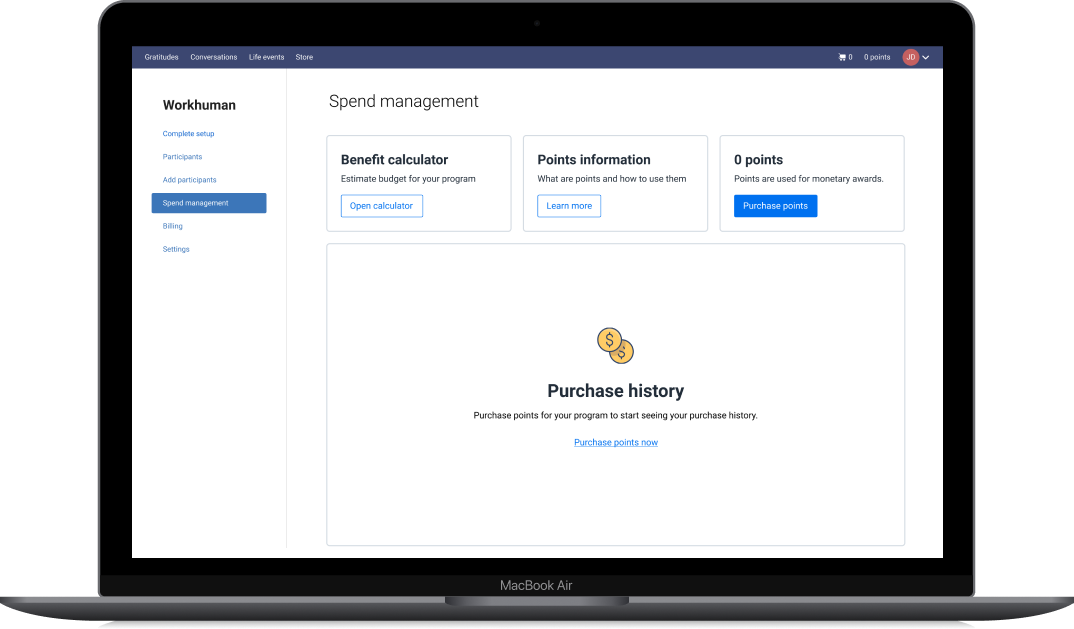 Gratitudes Conversations Life events Store 0 0 points JD
Workhuman
Complete setup
Participants
Add participants
Spend management
Billing
Settings
Spend management
Benefit calculator
Estimate budget for your program
Open calculator
Points information
What are points and how to use them
Learn more
0 points
Points are used for monetary awards.
Purchase points
$
$
Purchase history
Purchase points for your program to start seeing your purchase history.
Purchase points now
MacBook Air